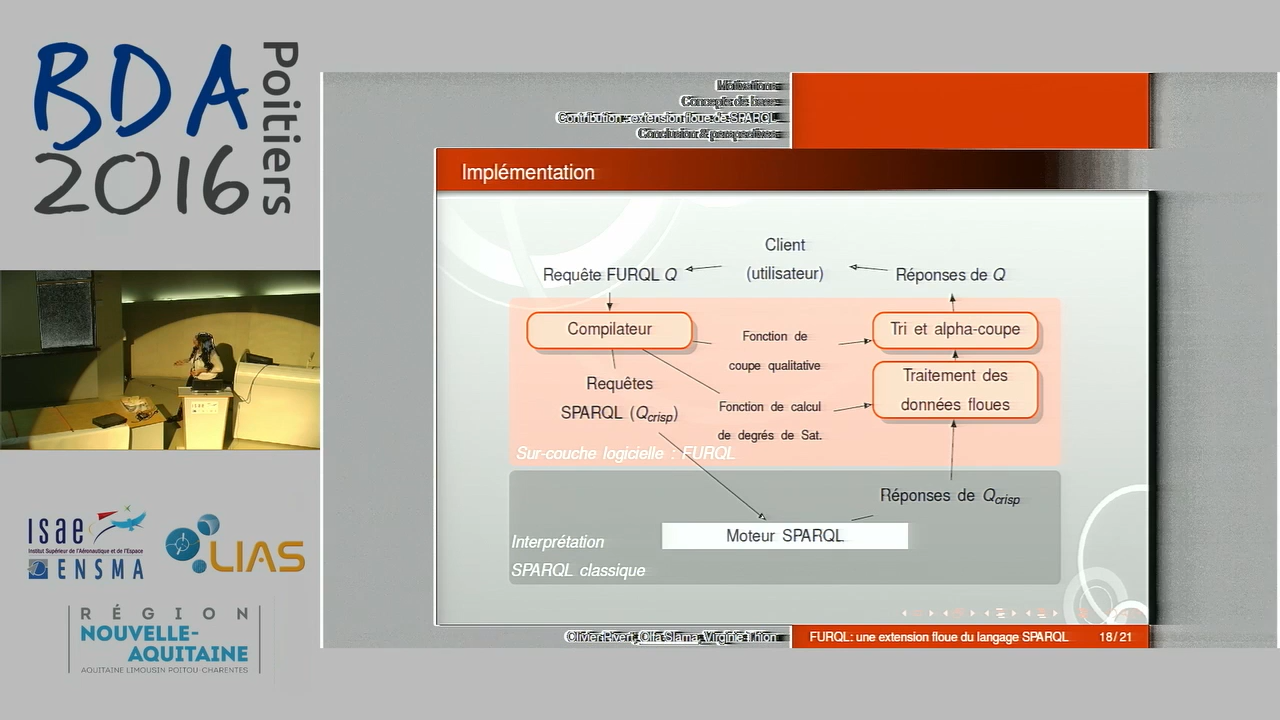 BDA
Poitiers
2016
isae
Institut Supérieur de l'Aéronautique et de l'Espace
ENSMA
LIAS
RÉGION
NOUVELLE-
AQUITAINE
AQUITAINE LIMOUSIN POITOU-CHARENTES
Motivations
Concepts de base
Contribution : extension floue de SPARQL
Conclusion & perspectives
Implémentation
Client
(utilisateur)
Requête FURQL Q
Réponses de Q
Compilateur
Tri et alpha-coupe
Fonction de
coupe qualitative
Traitement des
données floues
Requêtes
SPARQL (Qcrisp)
Fonction de calcul
de degrés de Sat.
Sur-couche logicielle : FURQL
Réponses de Qcrisp
Moteur SPARQL
Interprétation
SPARQL classique
Olivier Pivert, Olfa Slama, Virginie Thion
FURQL: une extension floue du langage SPARQL
18/21